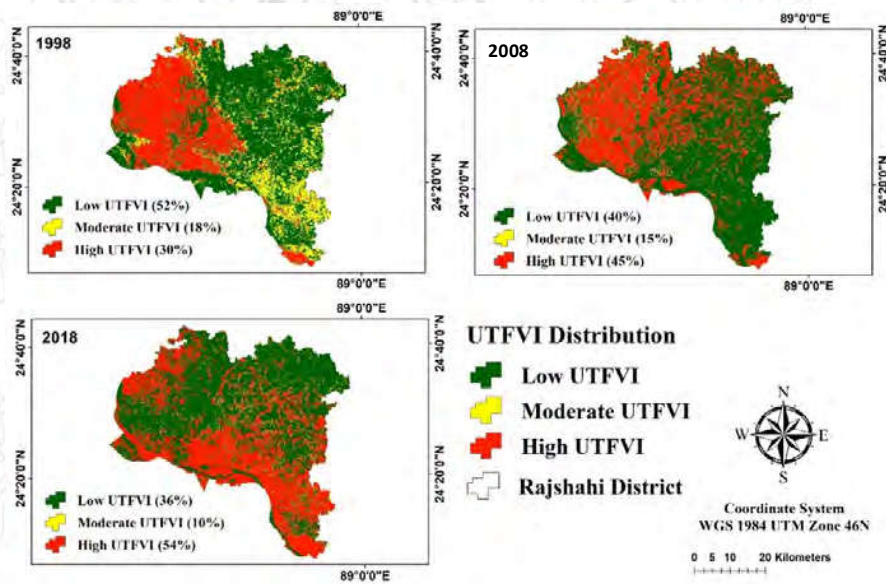 89°0'0"E
1998
24°40'0"N
24°20'0"N
24°40'0"N
24°20'0"N
Low UTFVI (52%)
Moderate UTFVI (18%)
High UTFVI (30%)
89°0'0"E
89°0'0"E
2008
24°40'0"N
24°20'0"N
24°40'0"N
24°20'0"N
Low UTFVI (40%)
Moderate UTFVI (15%)
High UTFVI (45%)
89°0'0"E
89°0'0"E
2018
24°40'0"N
24°20'0"N
24°40'0"N
24°20'0"N
Low UTFVI (36%)
Moderate UTFVI (10%)
High UTFVI (54%)
89°0'0"E
UTFVI Distribution
Low UTFVI
Moderate UTFVI
High UTFVI
Rajshahi District
N
W E
S
Coordinate System
WGS 1984 UTM Zone 46N
0 5 10 20 Kilometers